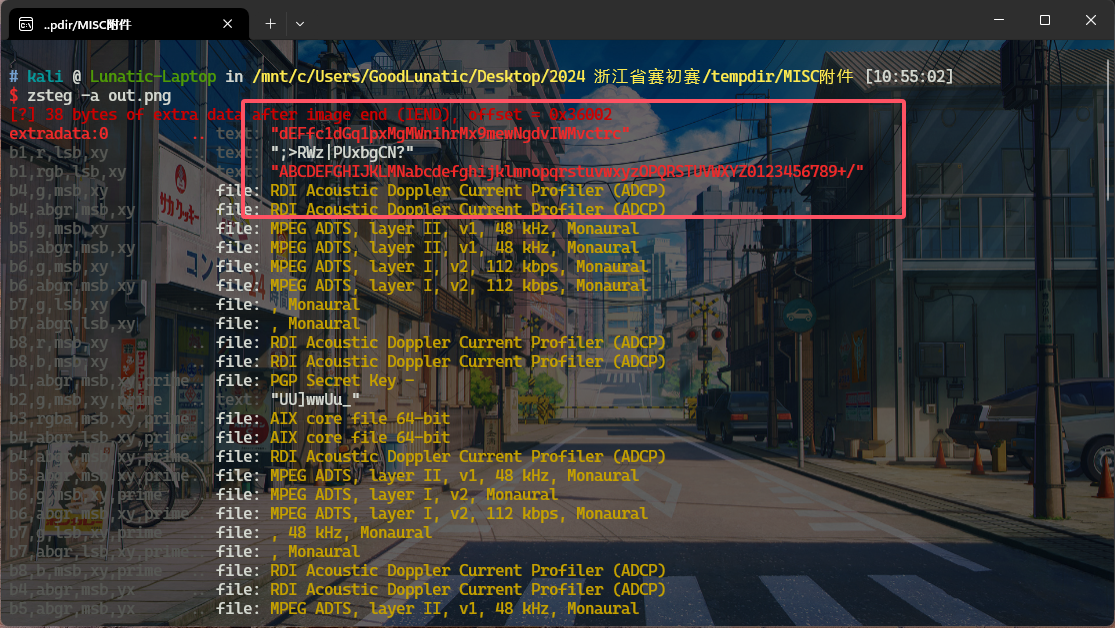 ..pdir/MISC附件
# kali @ Lunatic-Laptop in /mnt/c/Users/GoodLunatic/Desktop/2024 浙江省赛初赛/tempdir/MISC附件 [10:55:02]
$ zsteg -a out.png
[?] 38 bytes of extra data after image end (IEND), offset = 0x36002
extradata:0 .. text: "dEFfc1dGq1pxMgMWnihrMx9mewNgdvIWMvctrc"
b1,r,lsb,xy .. text: ";>RWz|PUxbgCN?"
b1,rgb,lsb,xy .. text: "ABCDEFGHIJKLMNabcdefghijklmnopqrstuvwxyzOPQRSTUVWXYZ0123456789+/"
b4,g,msb,xy .. file: RDI Acoustic Doppler Current Profiler (ADCP)
b4,abgr,msb,xy .. file: RDI Acoustic Doppler Current Profiler (ADCP)
b5,g,msb,xy .. file: MPEG ADTS, layer II, v1, 48 kHz, Monaural
b5,abgr,msb,xy .. file: MPEG ADTS, layer II, v1, 48 kHz, Monaural
b6,g,msb,xy .. file: MPEG ADTS, layer I, v2, 112 kbps, Monaural
b6,abgr,msb,xy .. file: MPEG ADTS, layer I, v2, 112 kbps, Monaural
b7,g,lsb,xy .. file: , Monaural
b7,abgr,lsb,xy .. file: , Monaural
b8,r,msb,xy .. file: RDI Acoustic Doppler Current Profiler (ADCP)
b8,b,msb,xy .. file: RDI Acoustic Doppler Current Profiler (ADCP)
b1,abgr,msb,xy,prime.. file: PGP Secret Key -
b2,g,msb,xy,prime .. text: "UU]wwUu_"
b3,rgba,msb,xy,prime.. file: AIX core file 64-bit
b4,abgr,lsb,xy,prime.. file: AIX core file 64-bit
b4,abgr,msb,xy,prime.. file: RDI Acoustic Doppler Current Profiler (ADCP)
b5,abgr,msb,xy,prime.. file: MPEG ADTS, layer II, v1, 48 kHz, Monaural
b6,g,msb,xy,prime .. file: MPEG ADTS, layer I, v2, Monaural
b6,abgr,msb,xy,prime.. file: MPEG ADTS, layer I, v2, 112 kbps, Monaural
b7,g,lsb,xy,prime .. file: , 48 kHz, Monaural
b7,abgr,lsb,xy,prime.. file: , Monaural
b8,b,msb,xy,prime .. file: RDI Acoustic Doppler Current Profiler (ADCP)
b4,abgr,msb,yx .. file: RDI Acoustic Doppler Current Profiler (ADCP)
b5,abgr,msb,yx .. file: MPEG ADTS, layer II, v1, 48 kHz, Monaural